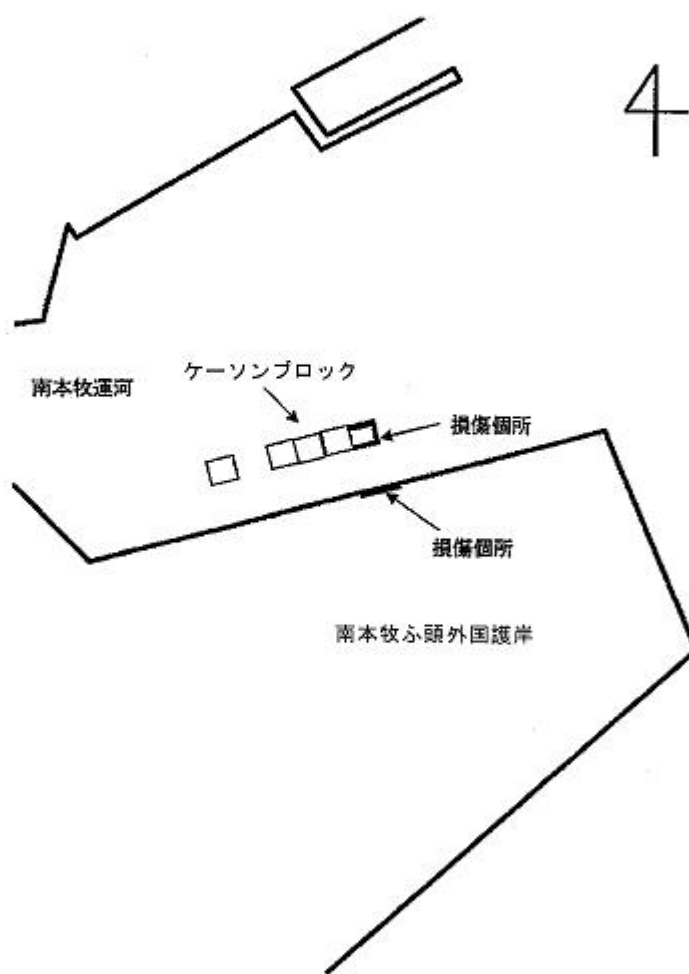 ケーソンブロック
南本牧運河
損傷個所
損傷個所
南本牧ふ頭外国護岸